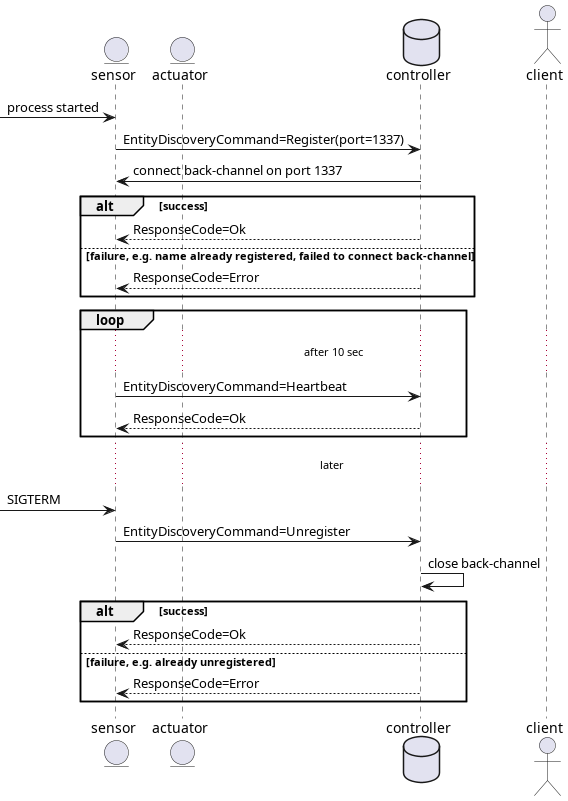 sensor actuator controller client
process started
EntityDiscoveryCommand=Register(port=1337)
connect back-channel on port 1337
alt [success]
ResponseCode=Ok
[failure, e.g. name already registered, failed to connect back-channel]
ResponseCode=Error
loop
after 10 sec
EntityDiscoveryCommand=Heartbeat
ResponseCode=Ok
later
SIGTERM
EntityDiscoveryCommand=Unregister
close back-channel
alt [success]
ResponseCode=Ok
[failure, e.g. already unregistered]
ResponseCode=Error
sensor actuator controller client